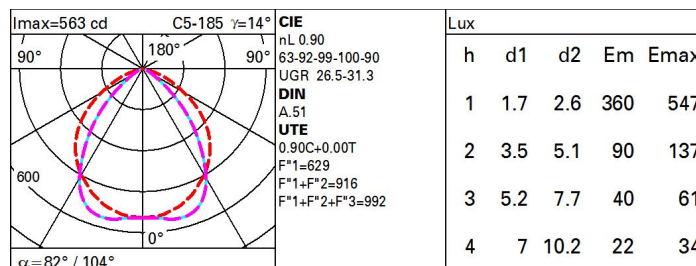 Imax=563 cd C5-185 γ=14°
90° 180° 90°
600
0°
α=82° / 104°
CIE
nL 0.90
63-92-99-100-90
UGR 26.5-31.3
DIN
A.51
UTE
0.90C+0.00T
F"1=629
F"1+F"2=916
F"1+F"2+F"3=992
Lux
h d1 d2 Em Emax
1 1.7 2.6 360 547
2 3.5 5.1 90 137
3 5.2 7.7 40 61
4 7 10.2 22 34